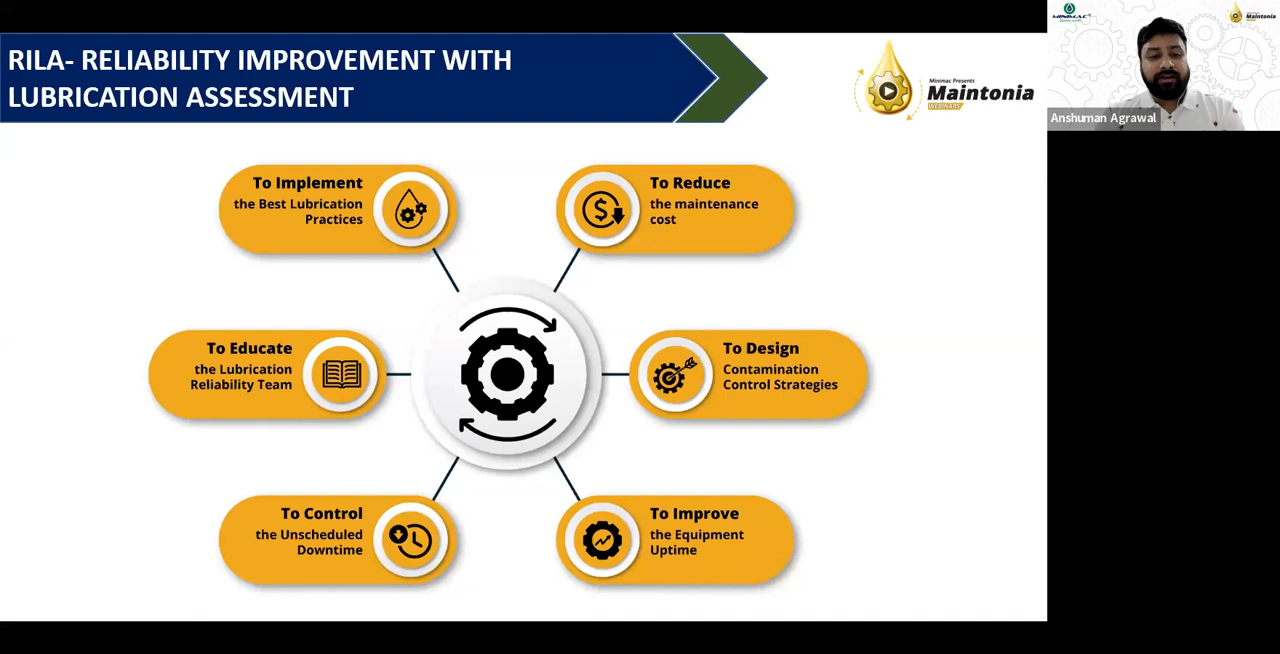 RILA- RELIABILITY IMPROVEMENT WITH
LUBRICATION ASSESSMENT
Minimac Presents
Maintonia
WEBINARS
To Implement
the Best Lubrication
Practices
To Reduce
the maintenance
cost
To Educate
the Lubrication
Reliability Team
To Design
Contamination
Control Strategies
To Control
the Unscheduled
Downtime
To Improve
the Equipment
Uptime
MINIMAC
Maintonia
Anshuman Agrawal